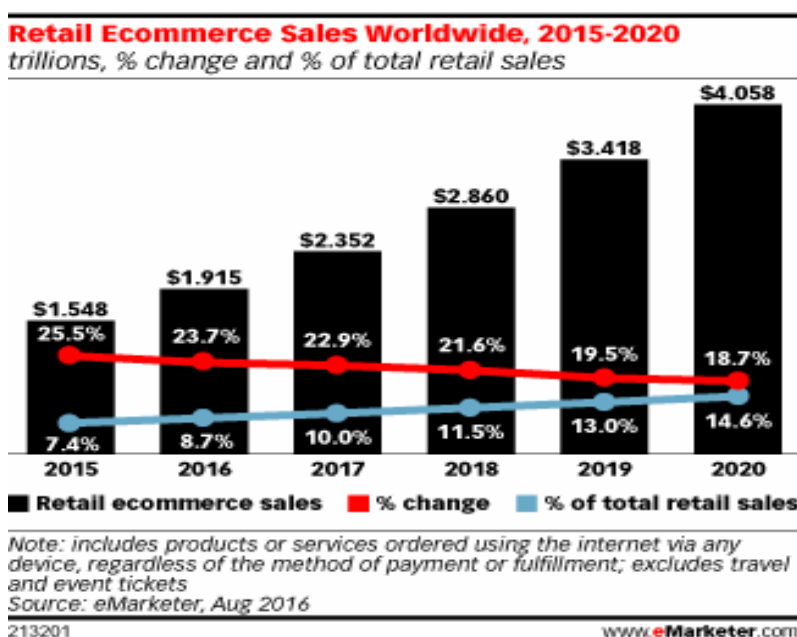 Retail Ecommerce Sales Worldwide, 2015-2020
trillions, % change and % of total retail sales
$4.058
$3.418
$2.860
$2.352
$1.915
$1.548
25.5%
23.7%
22.9%
21.6%
19.5%
18.7%
7.4%
8.7%
10.0%
11.5%
13.0%
14.6%
2015 2016 2017 2018 2019 2020
Retail ecommerce sales % change % of total retail sales
Note: includes products or services ordered using the internet via any
device, regardless of the method of payment or fulfillment; excludes travel
and event tickets
Source: eMarketer, Aug 2016
213201 www.eMarketer.com